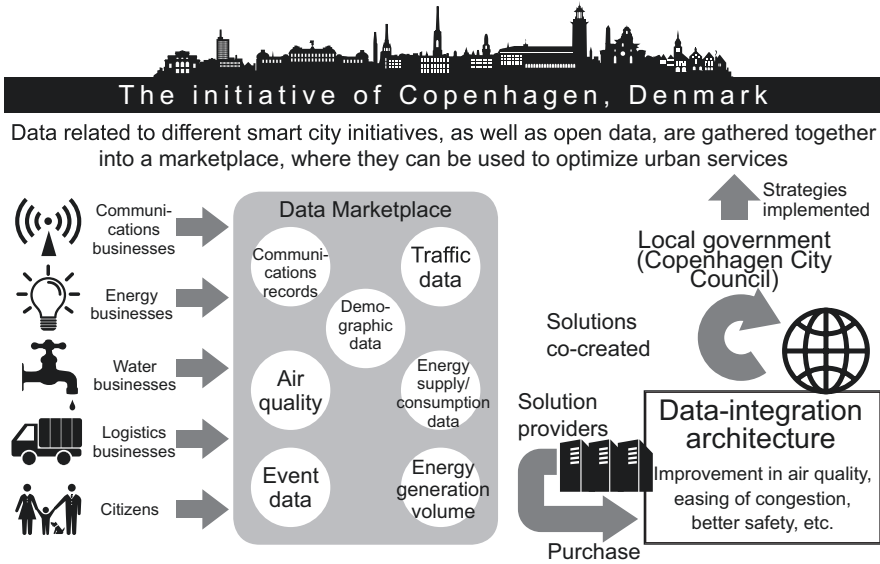 The initiative of Copenhagen, Denmark
Data related to different smart city initiatives, as well as open data, are gathered together
into a marketplace, where they can be used to optimize urban services
Communi-
cations
businesses
Energy
businesses
Water
businesses
Logistics
businesses
Citizens
Data Marketplace
Communi-
cations
records
Traffic
data
Demo-
graphic
data
Air
quality
Energy
supply/
consumption
data
Event
data
Energy
generation
volume
Strategies
implemented
Local government
(Copenhagen City
Council)
Solutions
co-created
Solution
providers
Data-integration
architecture
Improvement in air quality,
easing of congestion,
better safety, etc.
Purchase